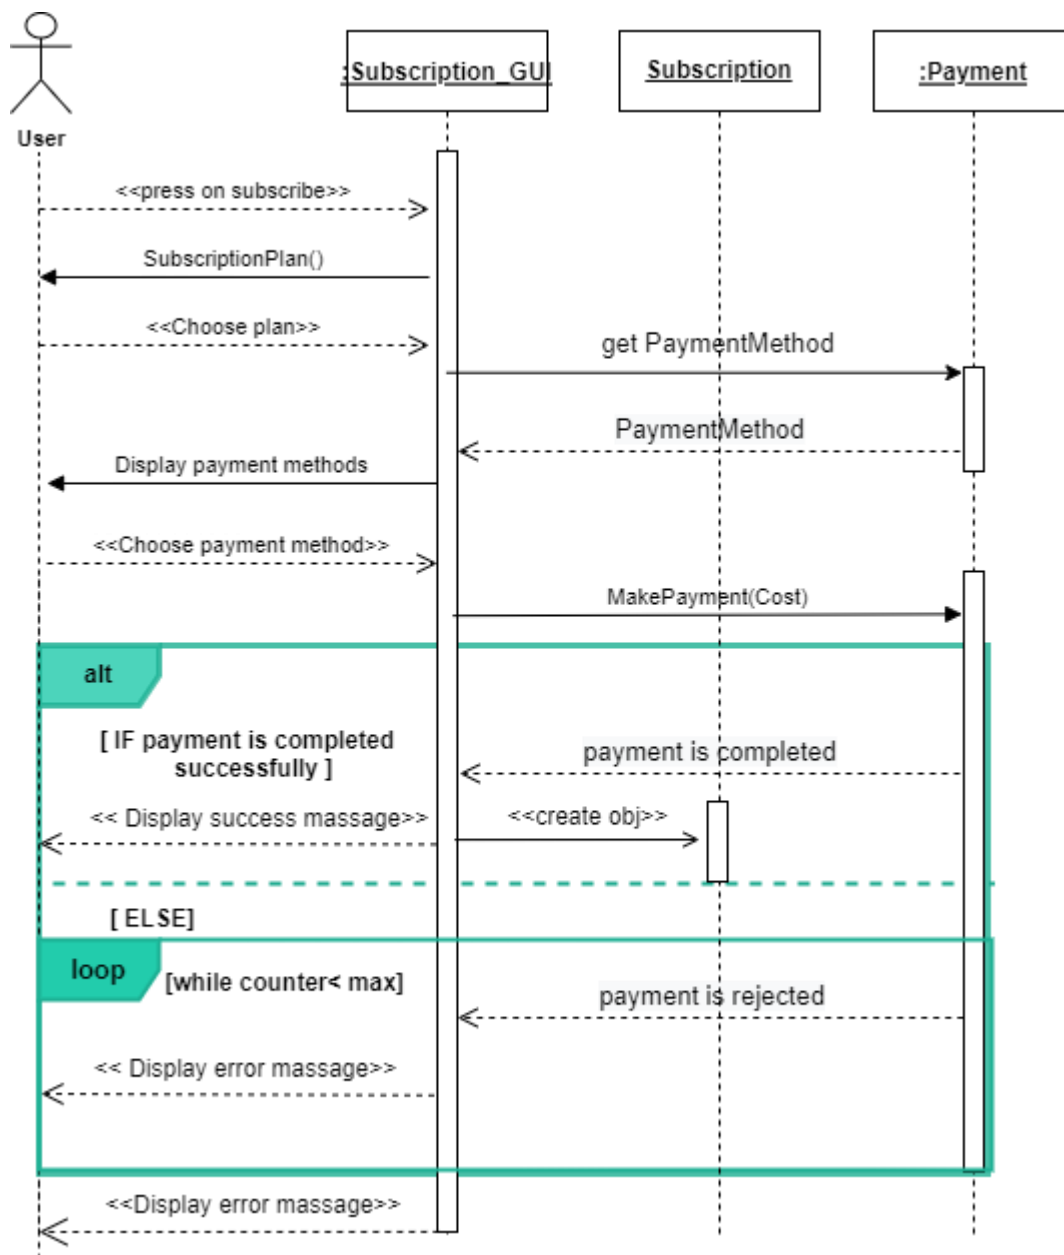 :Subscription_GUI
Subscription
:Payment
User
<<press on subscribe>>
SubscriptionPlan()
<<Choose plan>>
get PaymentMethod
PaymentMethod
Display payment methods
<<Choose payment method>>
MakePayment(Cost)
alt
[ IF payment is completed
successfully ]
payment is completed
<< Display success massage>>
<<create obj>>
[ ELSE]
loop
[while counter< max]
payment is rejected
<< Display error massage>>
<<Display error massage>>